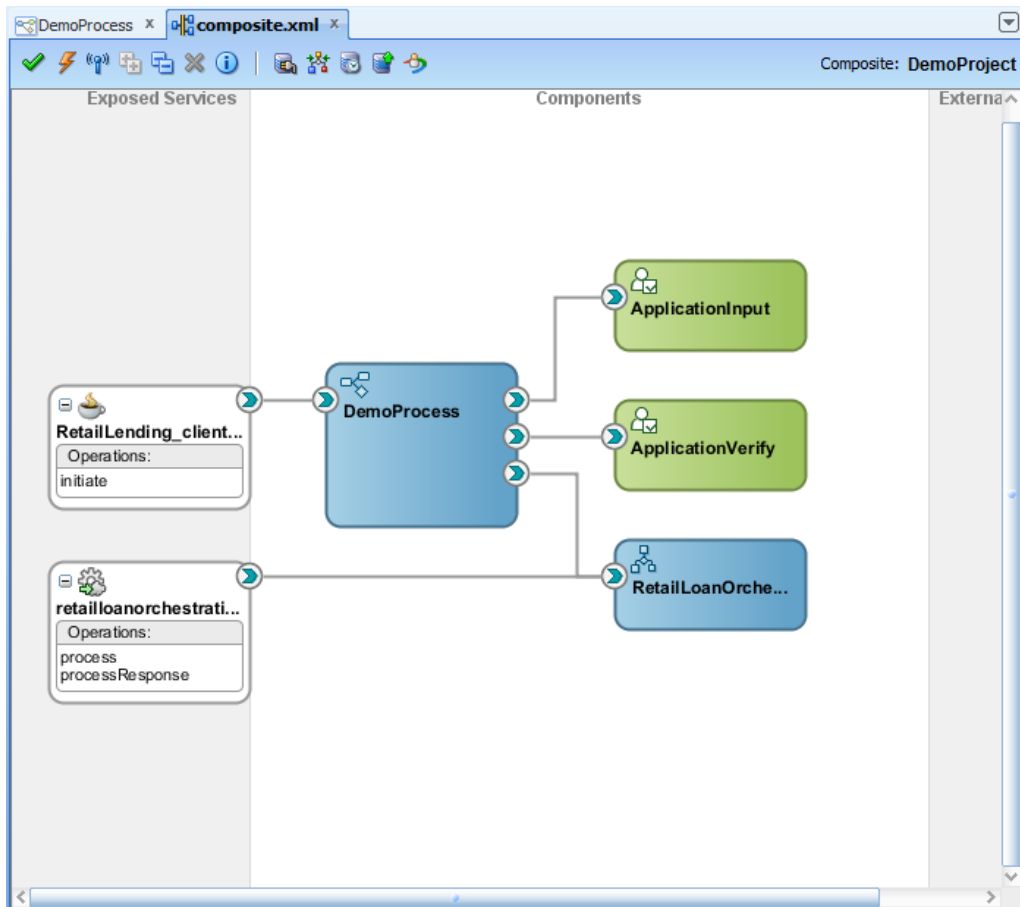 DemoProcess x composite.xml x
Composite: DemoProject
Exposed Services Components Externa
ApplicationInput
DemoProcess
RetailLending_client...
Operations:
initiate
ApplicationVerify
retailloanorchestrati...
Operations:
process
processResponse
RetailLoanOrche...